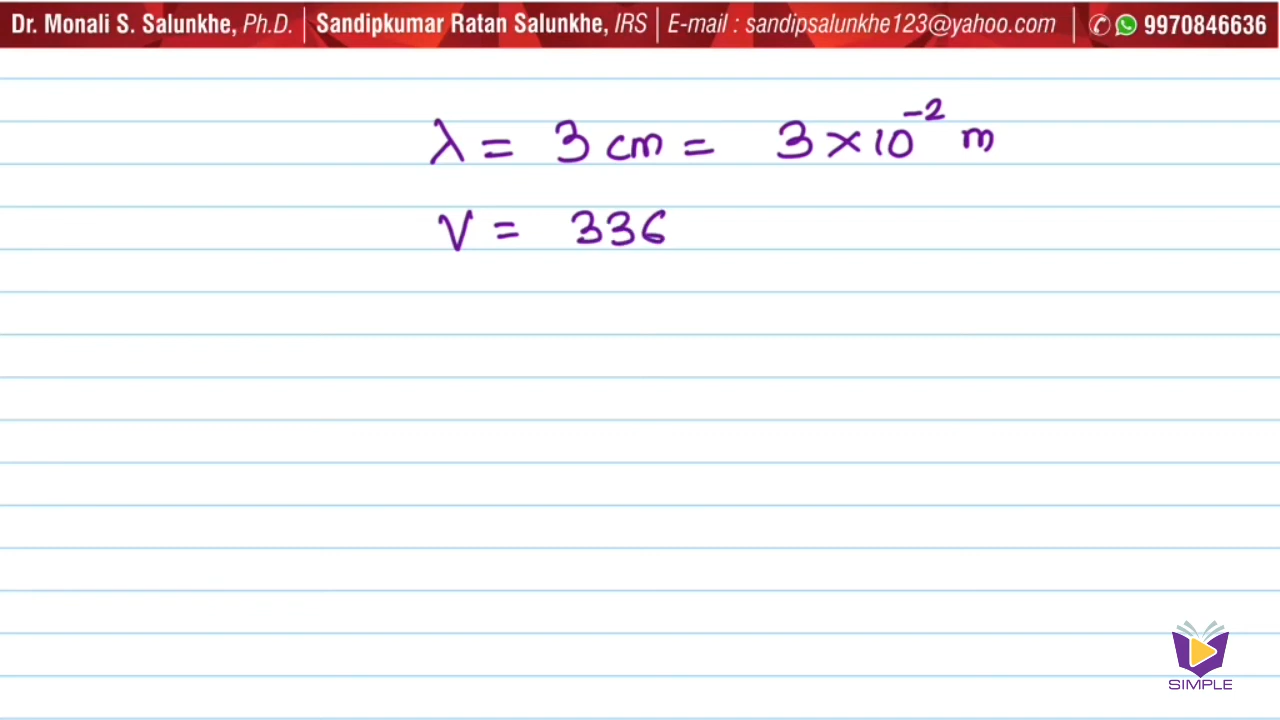 Dr. Monali S. Salunkhe, Ph.D. | Sandipkumar Ratan Salunkhe, IRS | E-mail : sandipsalunkhe123@yahoo.com | 9970846636
λ = 3 cm = 3 × 10⁻² m
V = 336
SIMPLE